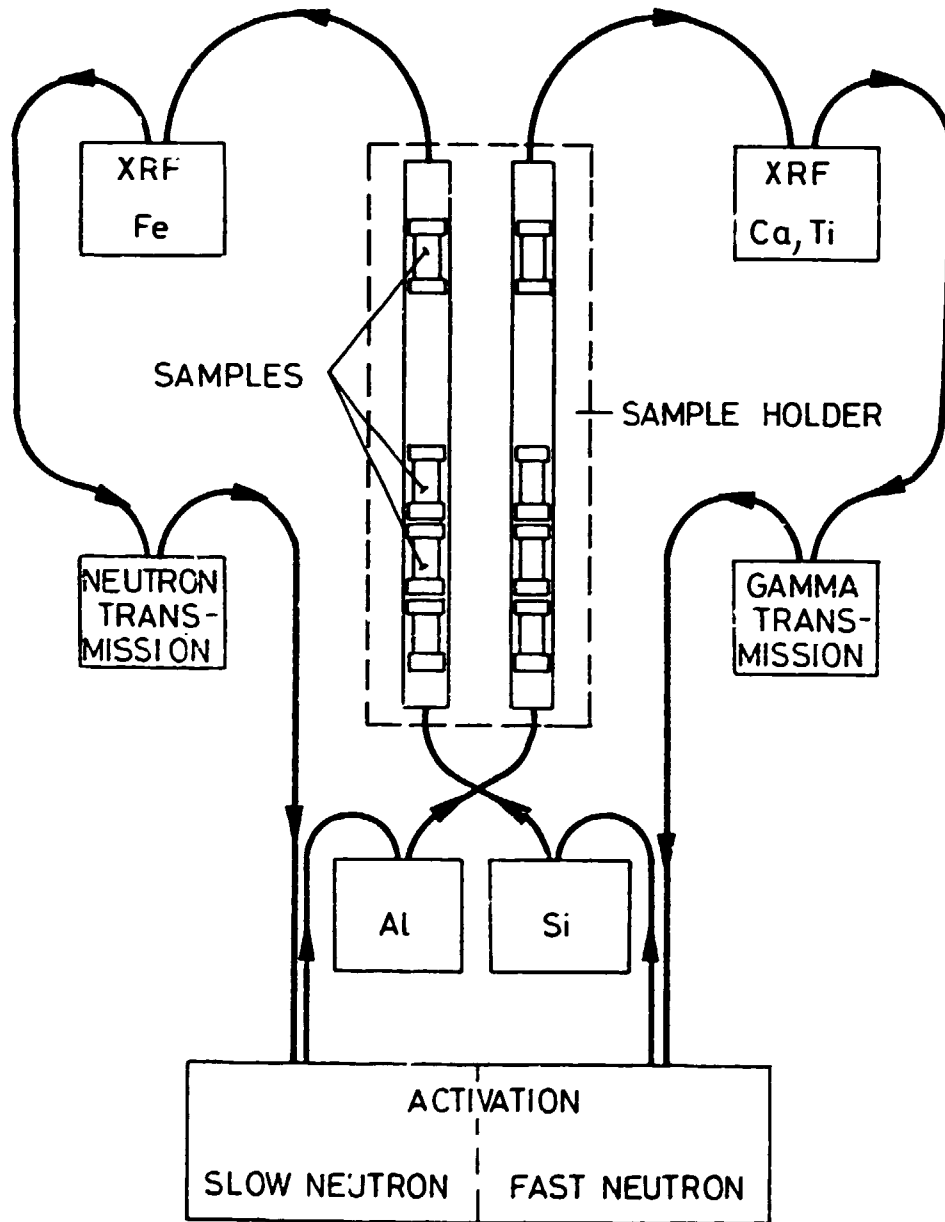 XRF
Fe
XRF
Ca, Ti
SAMPLES
SAMPLE HOLDER
NEUTRON
TRANS-
MISSION
GAMMA
TRANS-
MISSION
Al
Si
ACTIVATION
SLOW NEUTRON
FAST NEUTRON